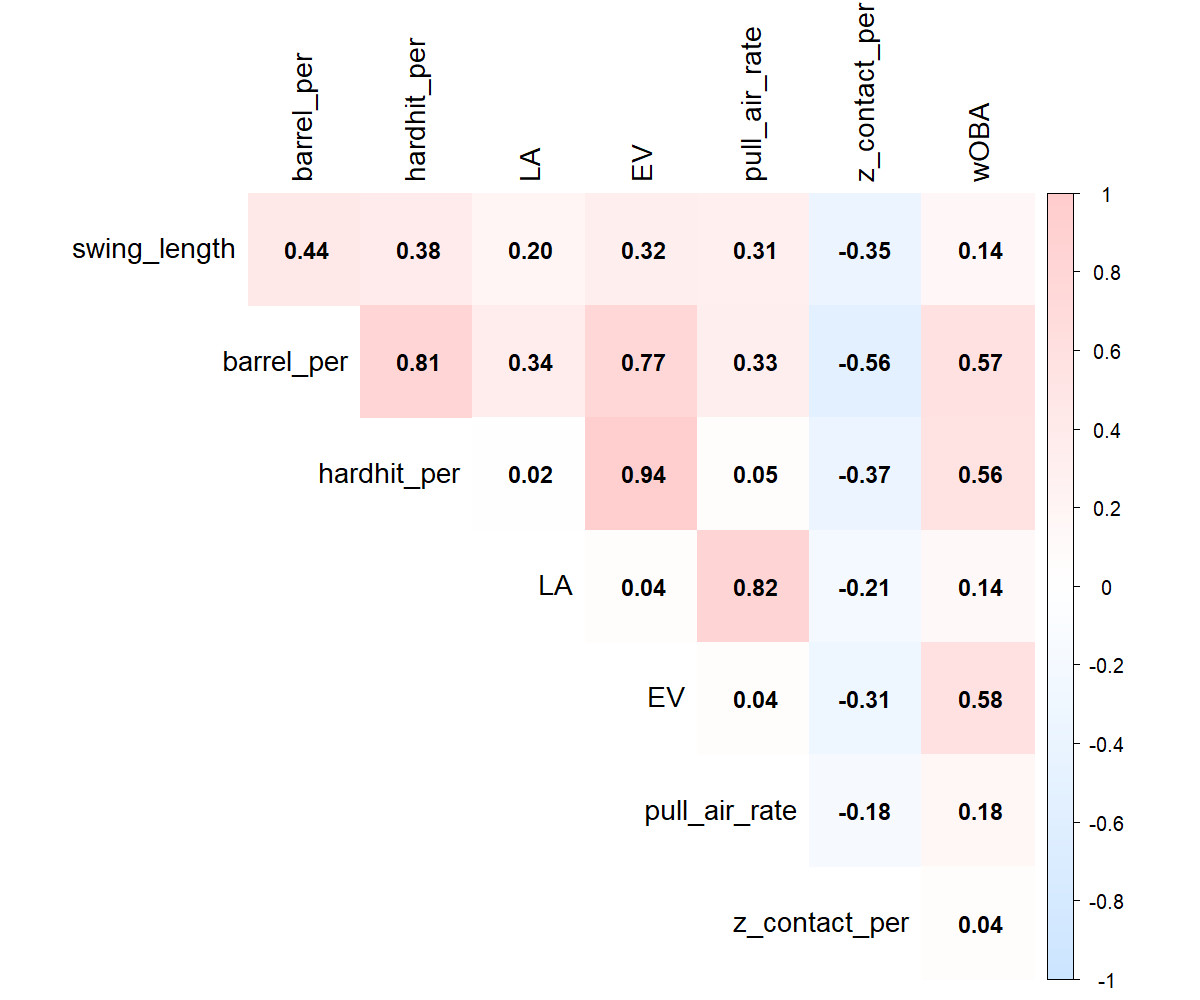 barrel_per hardhit_per LA EV pull_air_rate z_contact_per wOBA
swing_length 0.44 0.38 0.20 0.32 0.31 -0.35 0.14
barrel_per 0.81 0.34 0.77 0.33 -0.56 0.57
hardhit_per 0.02 0.94 0.05 -0.37 0.56
LA 0.04 0.82 -0.21 0.14
EV 0.04 -0.31 0.58
pull_air_rate -0.18 0.18
z_contact_per 0.04
1
0.8
0.6
0.4
0.2
0
-0.2
-0.4
-0.6
-0.8
-1